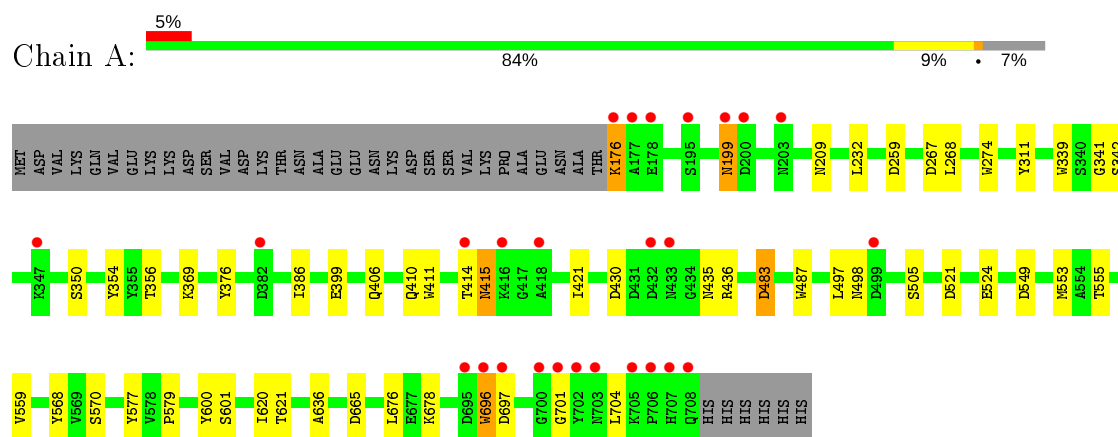 5%
Chain A:
84%
9%
•
7%
MET ASP VAL LYS GLN VAL GLU LYS LYS ASP SER VAL ASP LYS THR ASN ALA GLU GLU ASN LYS ASP SER SER VAL LYS PRO ALA GLU ASN ALA THR K176 A177 E178 S195 N199 D200 N203 N209 L232 D259 D267 L268 W274 Y311 W339 S340 G341 S342
K347 S350 Y354 Y355 T356 K369 Y376 D382 I386 E399 Q406 Q410 W411 T414 N415 K416 G417 A418 I421 D430 D431 D432 N433 G434 N435 R436 D483 W487 L497 N498 D499 S505 D521 E524 D549 M553 A554 T555
V559 Y568 V569 S570 Y577 V578 P579 Y600 S601 I620 T621 A636 D665 L676 E677 K678 D695 W696 D697 G700 G701 Y702 N703 L704 K705 P706 H707 Q708 HIS HIS HIS HIS HIS HIS